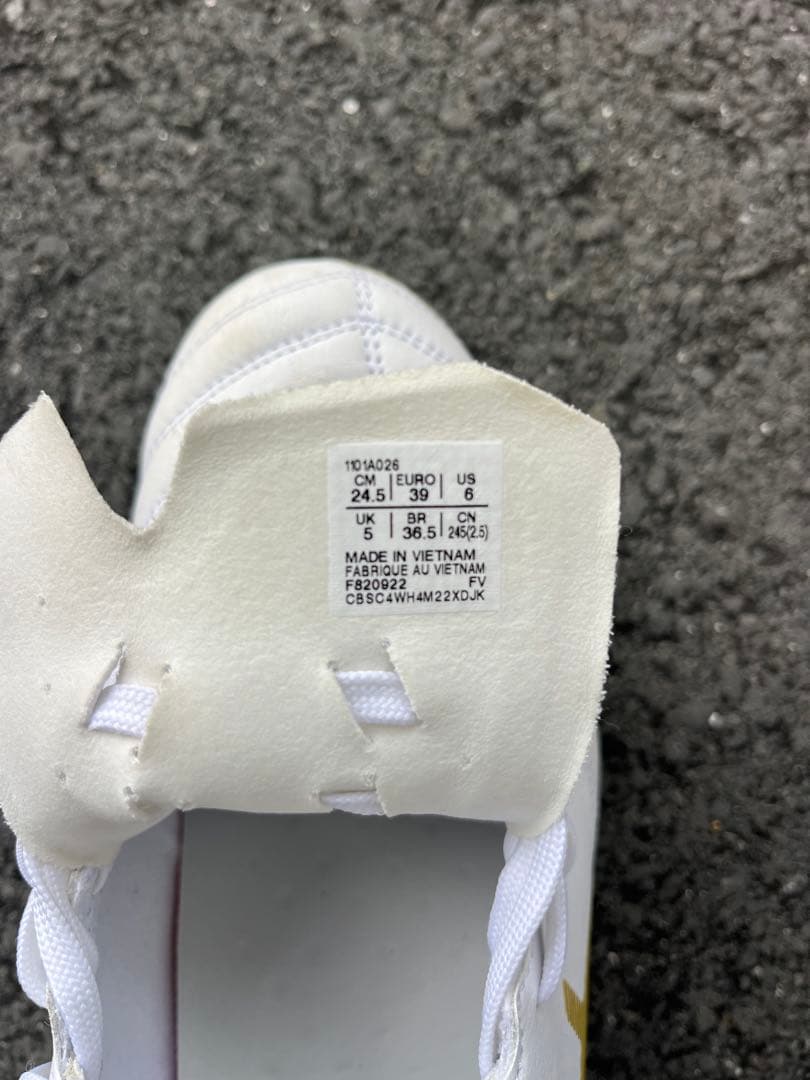 1101A026
CM | EURO | US
24.5 | 39 | 6
UK | BR | CN
5 | 36.5 | 245(2.5)
MADE IN VIETNAM
FABRIQUE AU VIETNAM
F820922 FV
CBSC4WH4M22XDJK